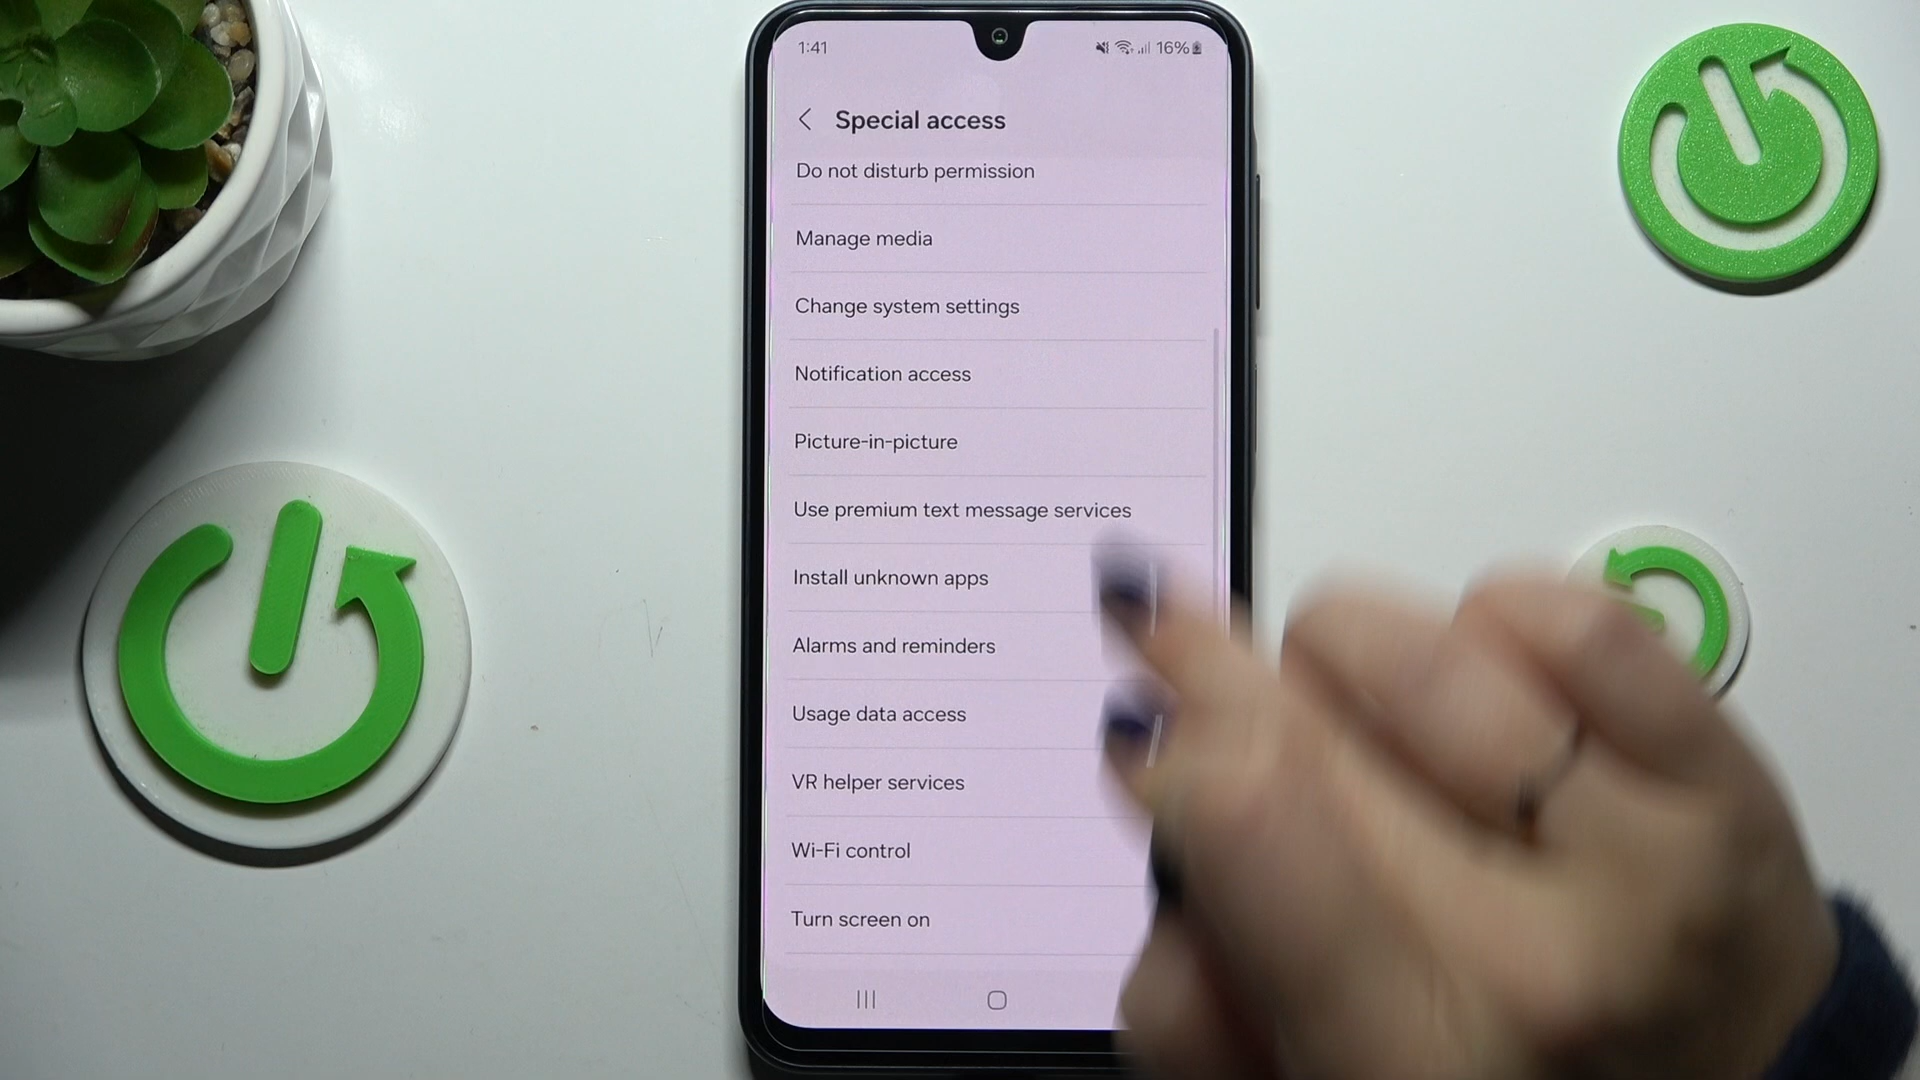 1:41
16%
Special access
Do not disturb permission
Manage media
Change system settings
Notification access
Picture-in-picture
Use premium text message services
Install unknown apps
Alarms and reminders
Usage data access
VR helper services
Wi-Fi control
Turn screen on